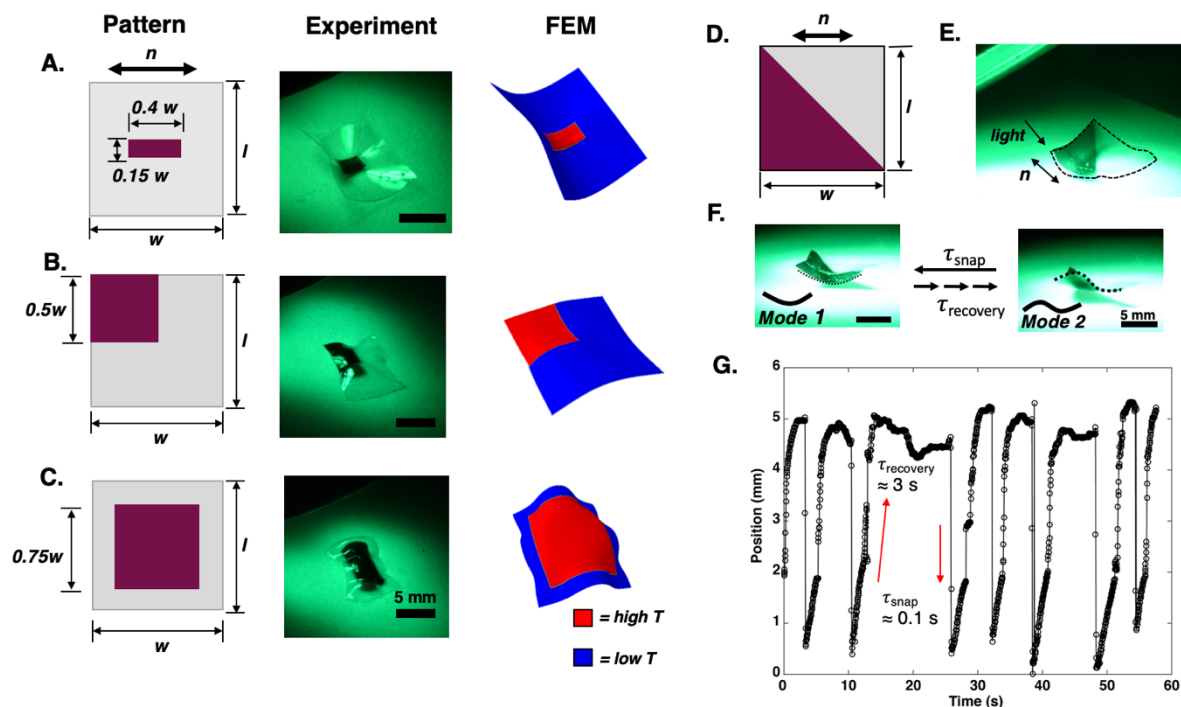 Pattern
Experiment
FEM
A.
n
0.4 w
0.15 w
l
w
B.
0.5w
l
w
C.
0.75w
l
w
5 mm
= high T
= low T
D.
n
l
w
E.
light
n
F.
Mode 1
τsnap
τrecovery
Mode 2
5 mm
G.
Position (mm)
6
5
4
3
2
1
0
τrecovery
≈ 3 s
τsnap
≈ 0.1 s
0 10 20 30 40 50 60
Time (s)